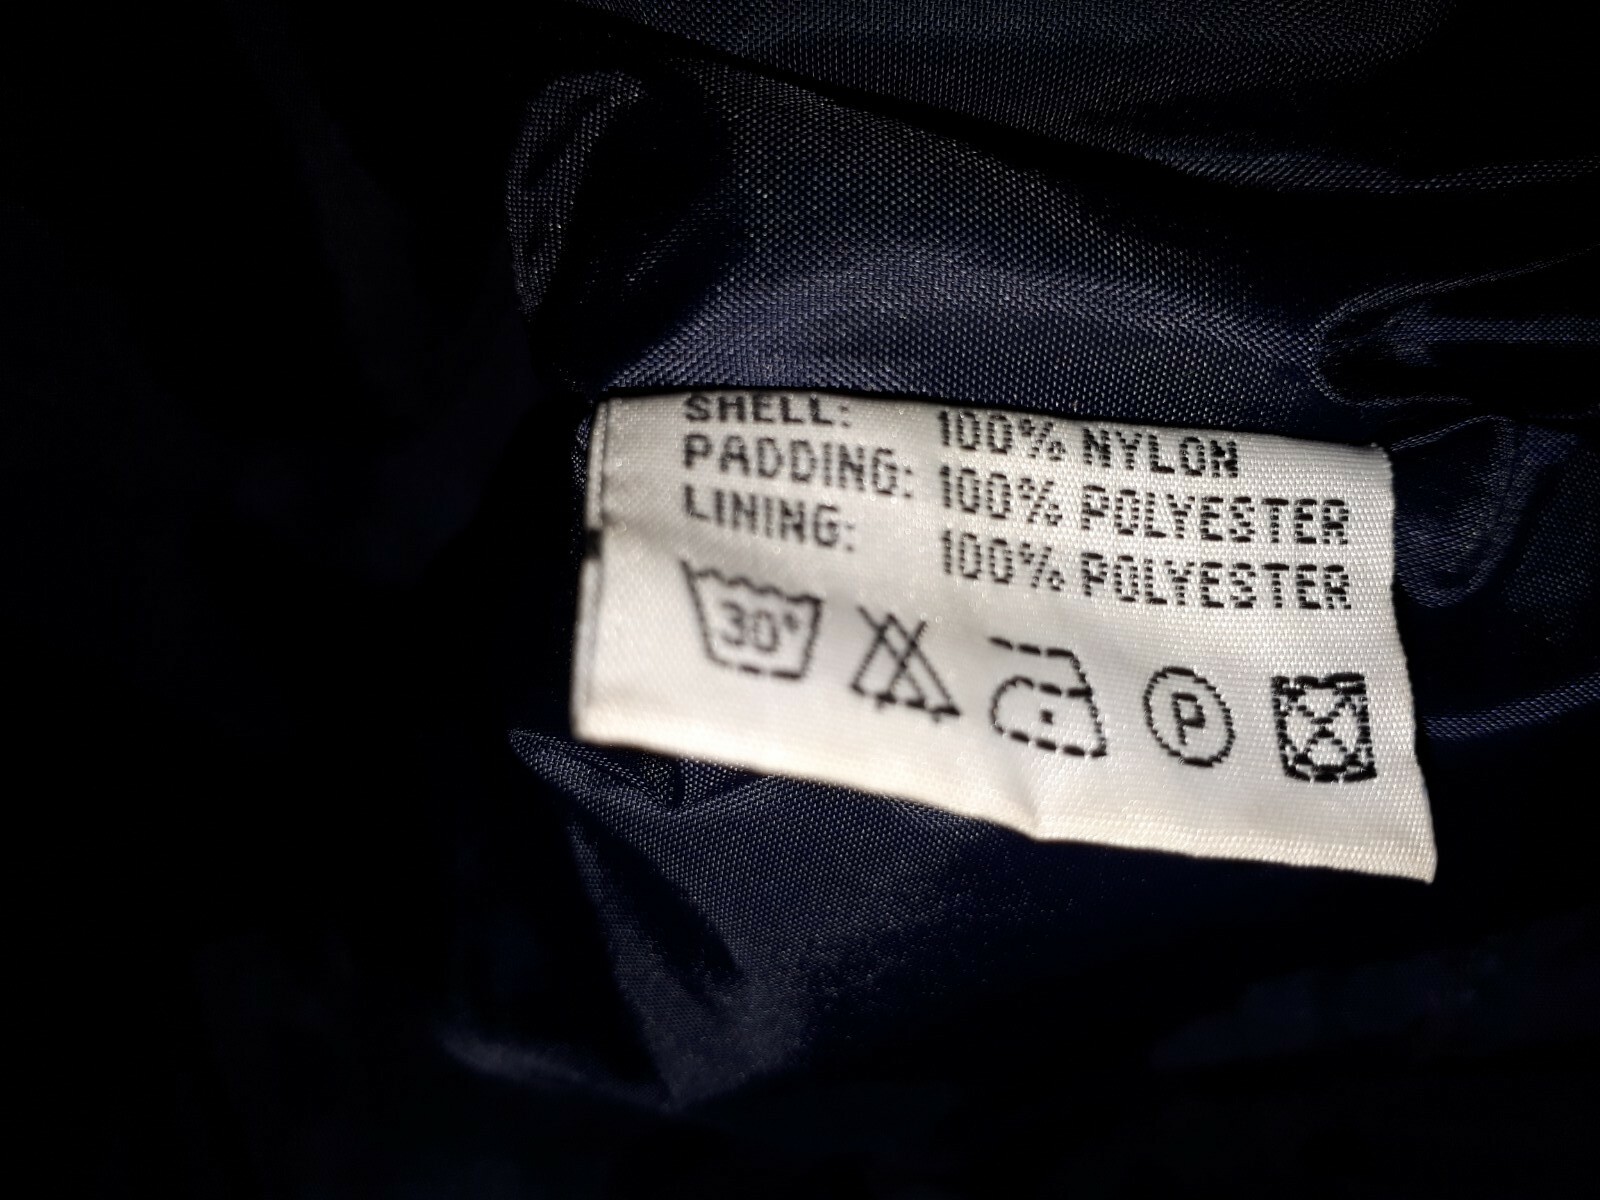 SHELL: 100% NYLON
PADDING: 100% POLYESTER
LINING: 100% POLYESTER
30° P